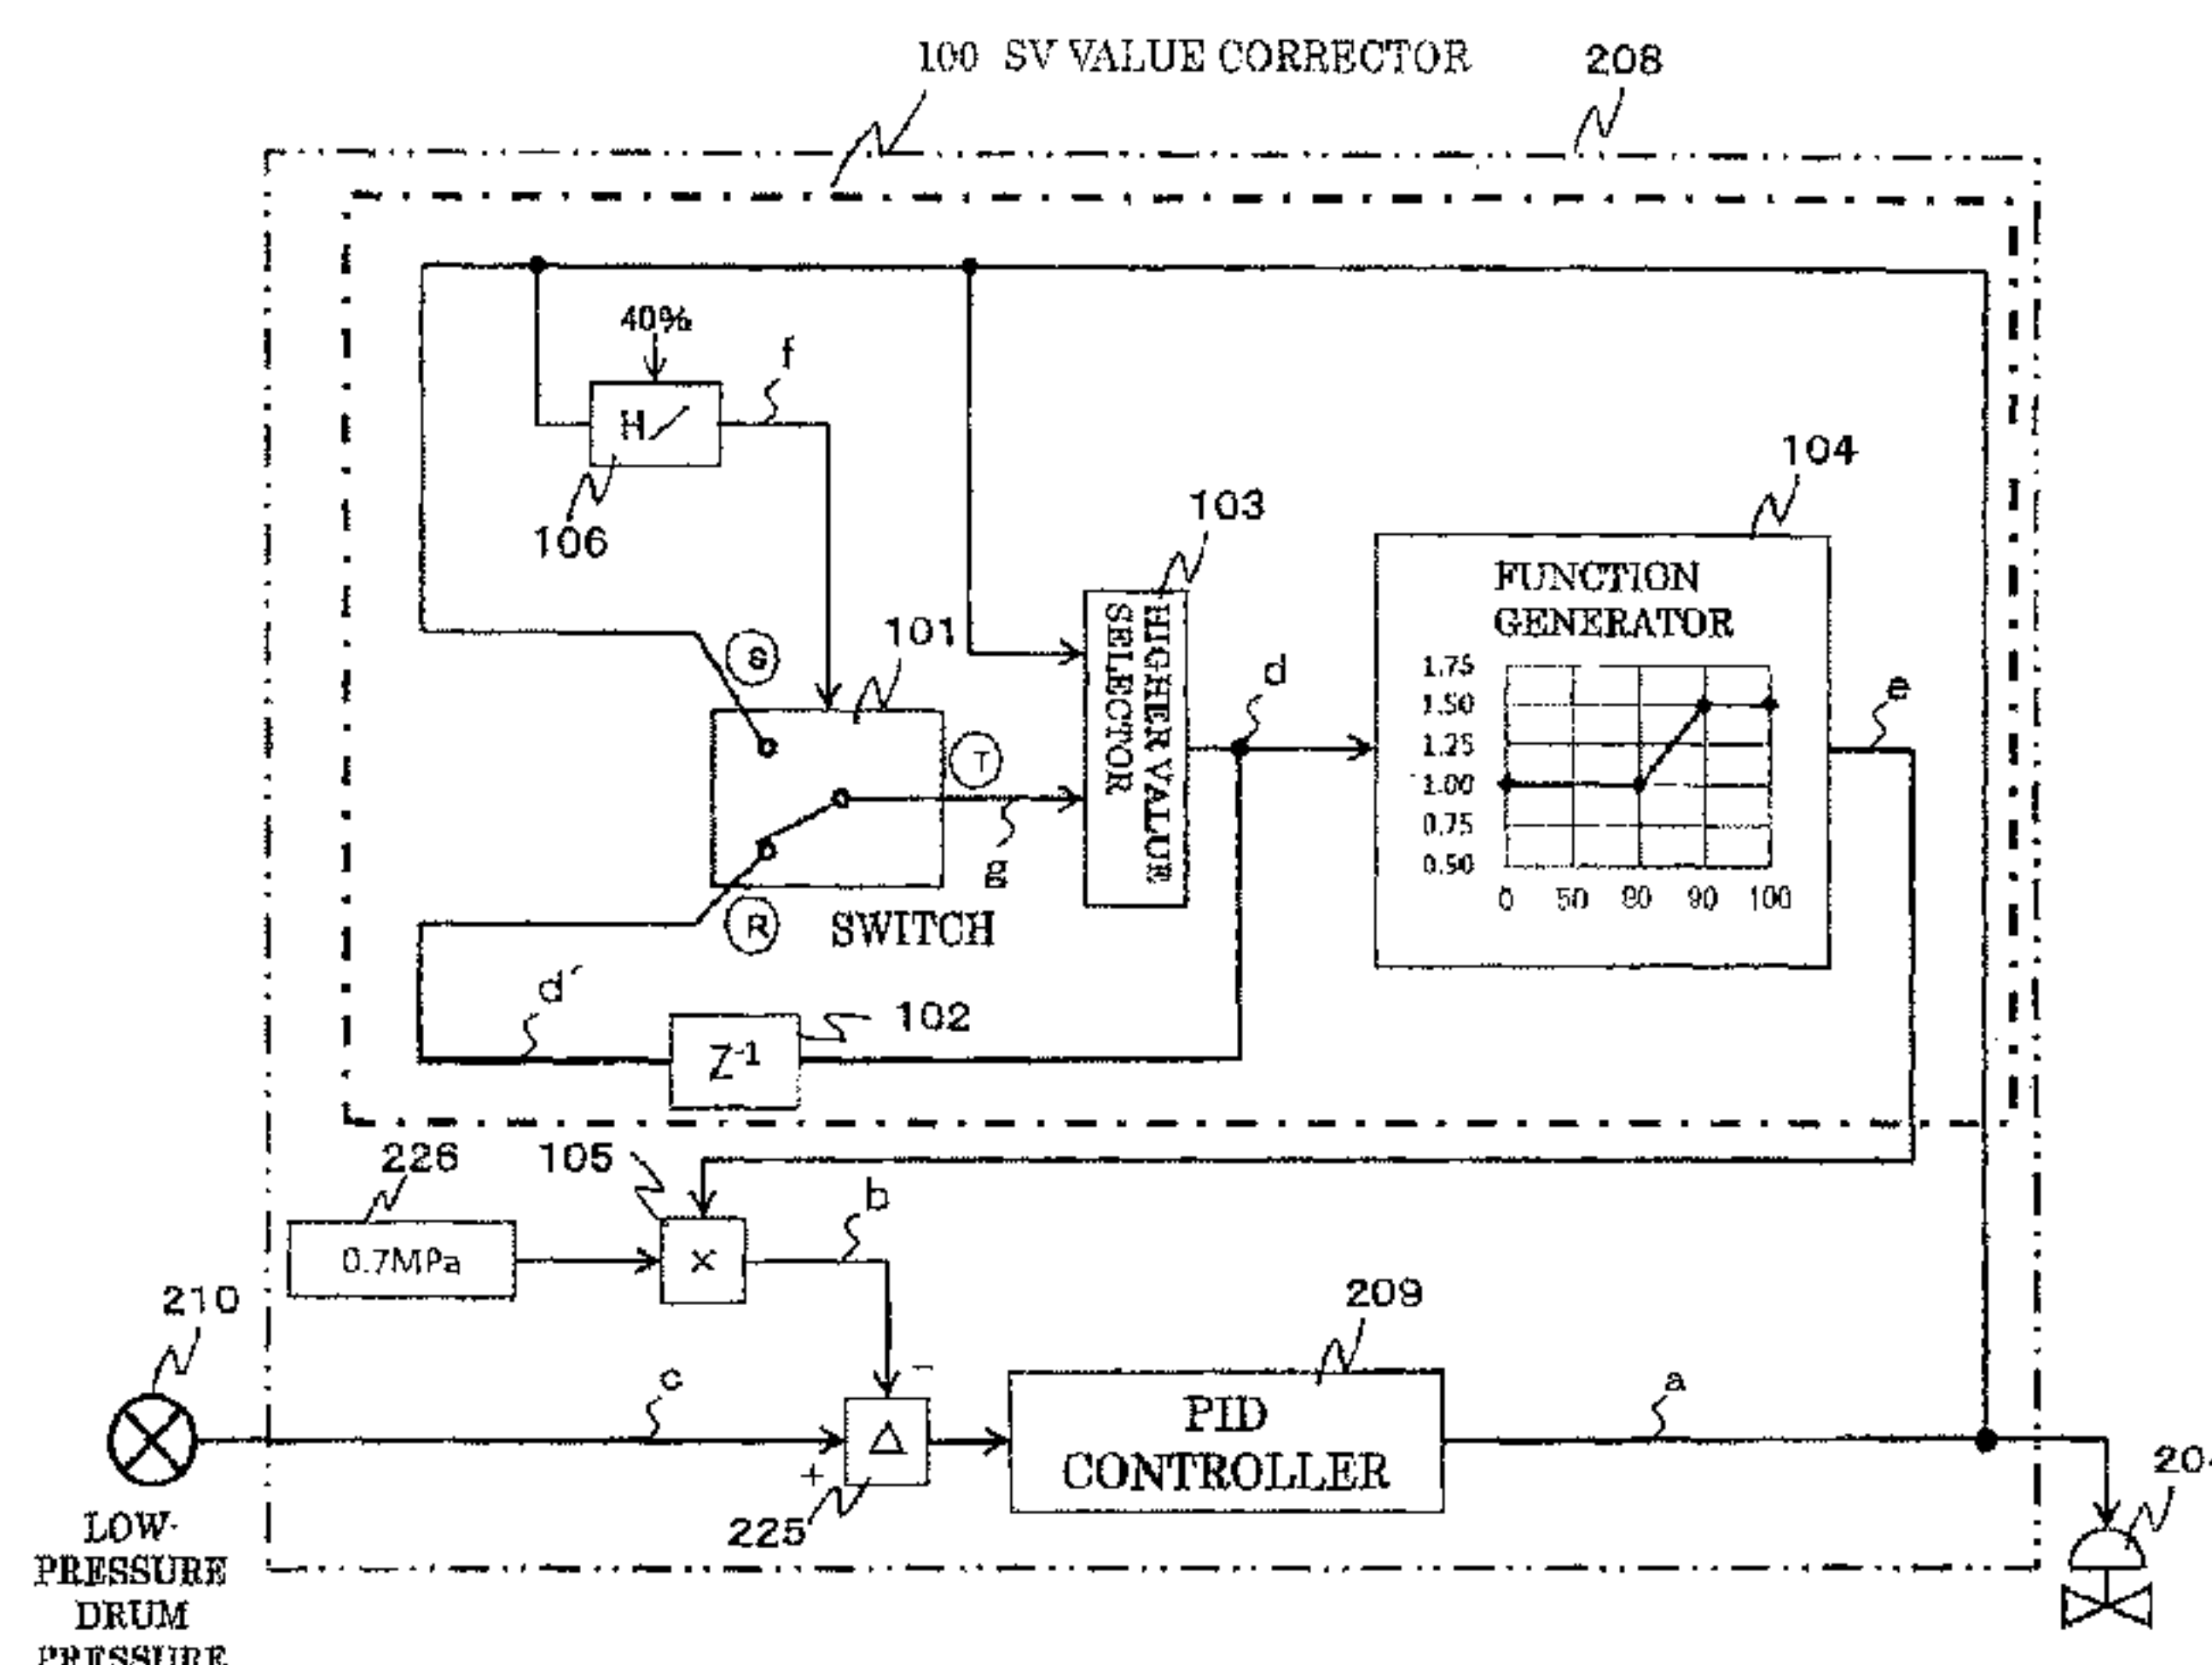 100 SV VALUE CORRECTOR
208
40%
f
H
106
104
103
FUNCTION
GENERATOR
HIGHER VALUE
SELECTOR
101
S
d
1.75
1.50
1.25
1.00
0.75
0.50
e
T
g
0 50 80 90 100
R
SWITCH
d´
102
Z-1
226
105
b
0.7MPa
×
210
209
c
−
a
PID
CONTROLLER
Δ
+
225
LOW-
PRESSURE
DRUM
PRESSURE